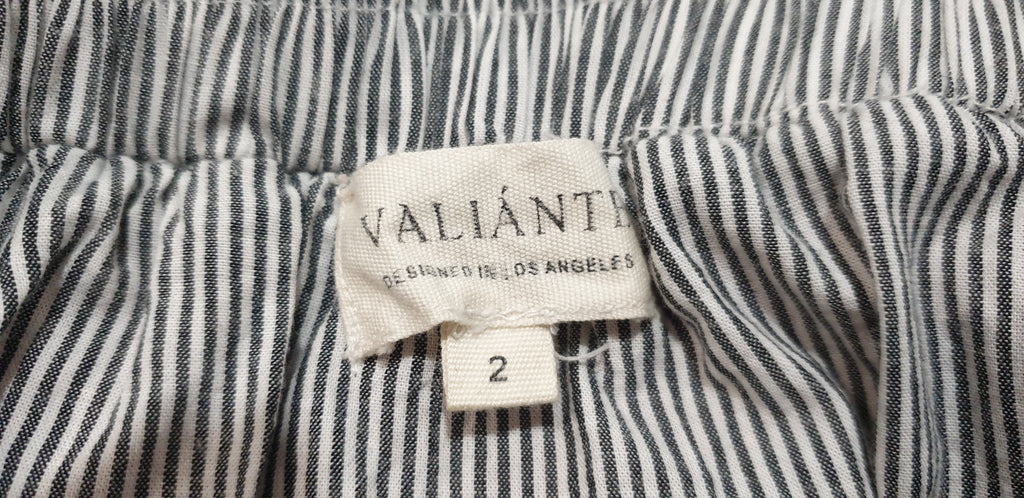 VALIÁNTE
DESIGNED IN LOS ANGELES
2